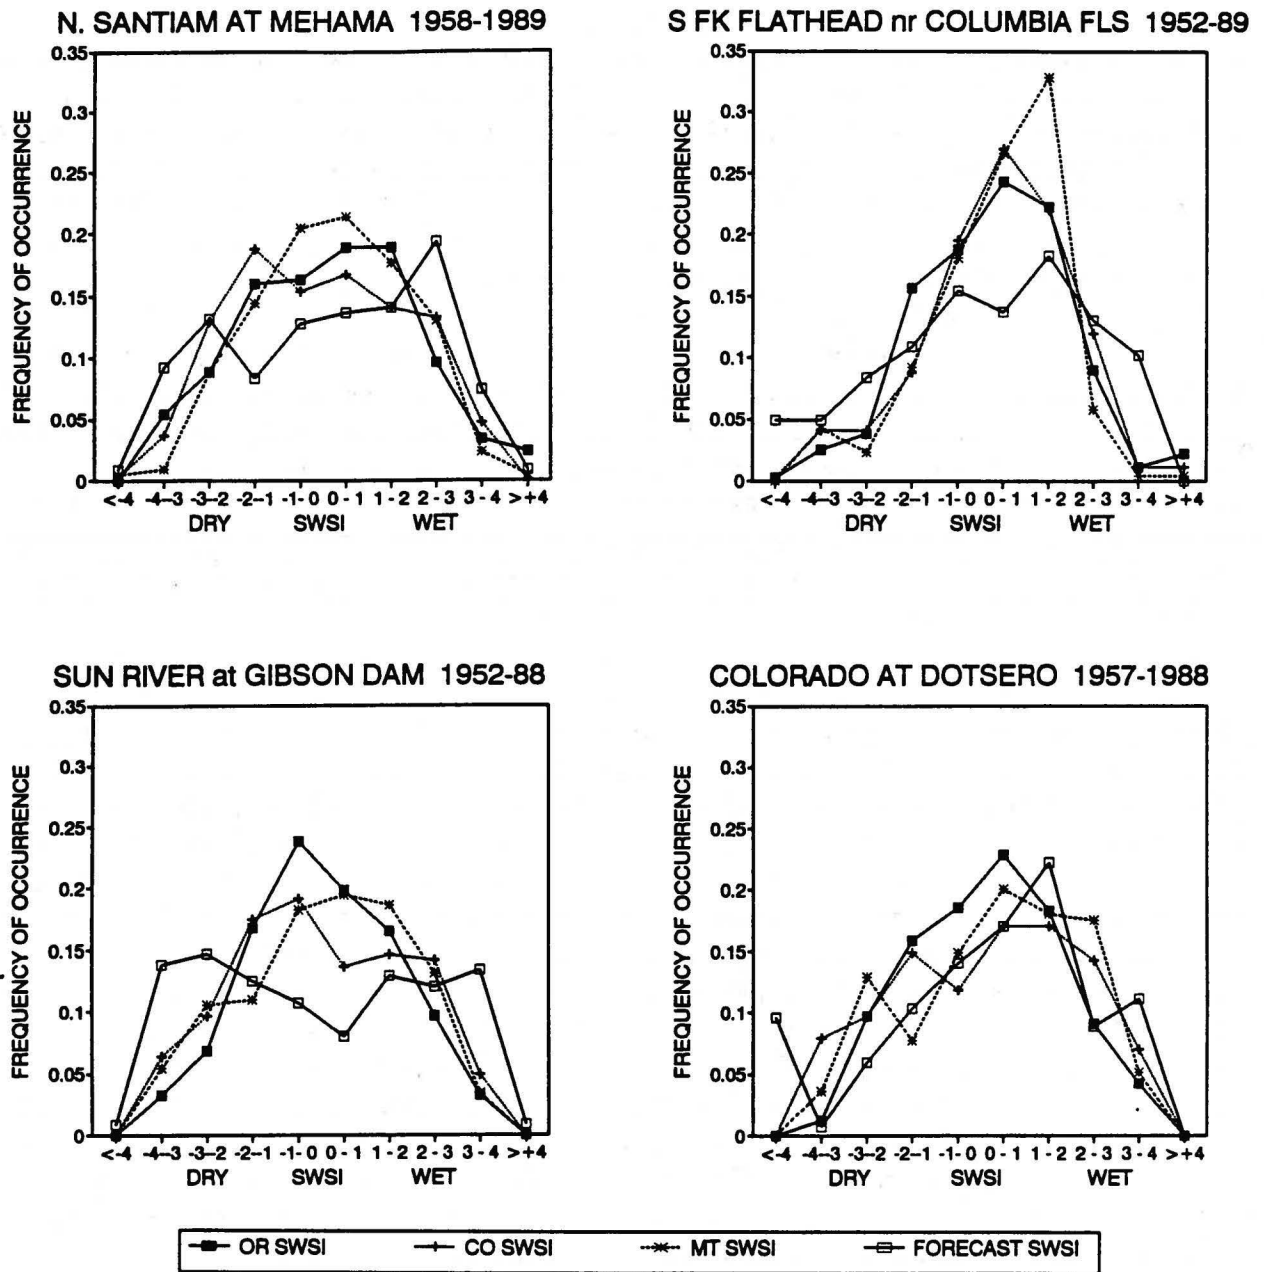 N. SANTIAM AT MEHAMA 1958-1989
FREQUENCY OF OCCURRENCE
0.35
0.3
0.25
0.2
0.15
0.1
0.05
0
<-4 -4--3 -3--2 -2--1 -1-0 0-1 1-2 2-3 3-4 >+4
DRY SWSI WET
S FK FLATHEAD nr COLUMBIA FLS 1952-89
FREQUENCY OF OCCURRENCE
0.35
0.3
0.25
0.2
0.15
0.1
0.05
0
<-4 -4--3 -3--2 -2--1 -1-0 0-1 1-2 2-3 3-4 >+4
DRY SWSI WET
SUN RIVER at GIBSON DAM 1952-88
FREQUENCY OF OCCURRENCE
0.35
0.3
0.25
0.2
0.15
0.1
0.05
0
<-4 -4--3 -3--2 -2--1 -1-0 0-1 1-2 2-3 3-4 >+4
DRY SWSI WET
COLORADO AT DOTSERO 1957-1988
FREQUENCY OF OCCURRENCE
0.35
0.3
0.25
0.2
0.15
0.1
0.05
0
<-4 -4--3 -3--2 -2--1 -1-0 0-1 1-2 2-3 3-4 >+4
DRY SWSI WET
OR SWSI CO SWSI MT SWSI FORECAST SWSI